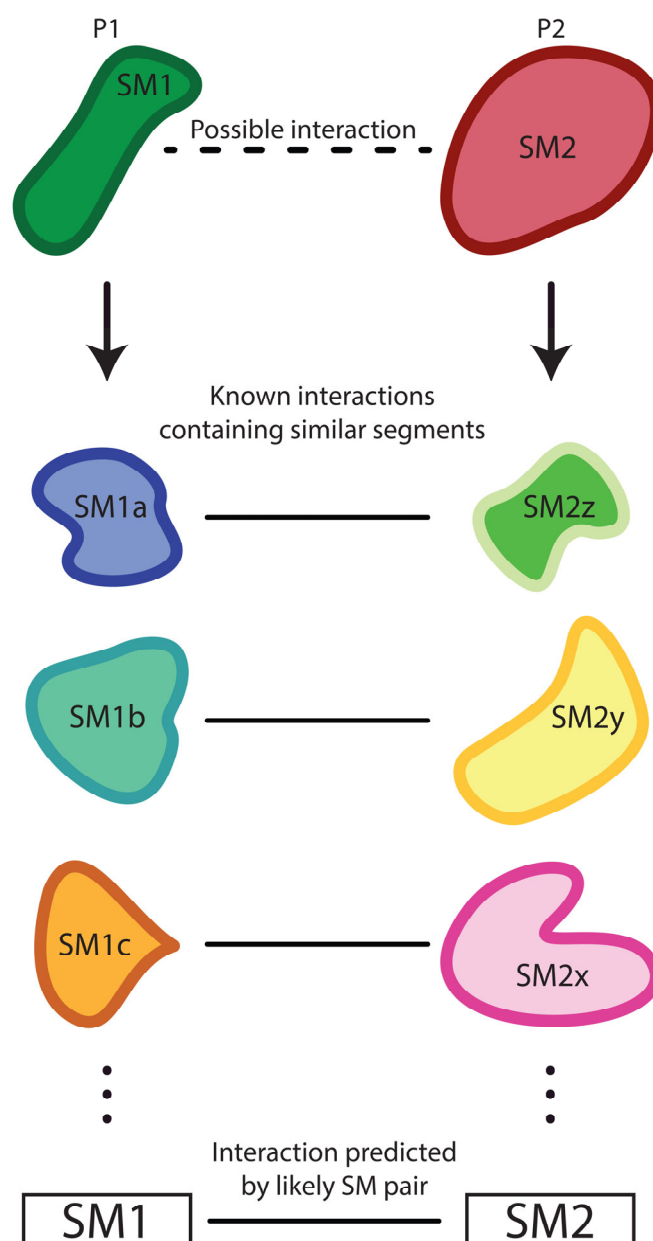 P1
P2
SM1
Possible interaction
SM2
Known interactions
containing similar segments
SM1a
SM2z
SM1b
SM2y
SM1c
SM2x
Interaction predicted
by likely SM pair
SM1
SM2